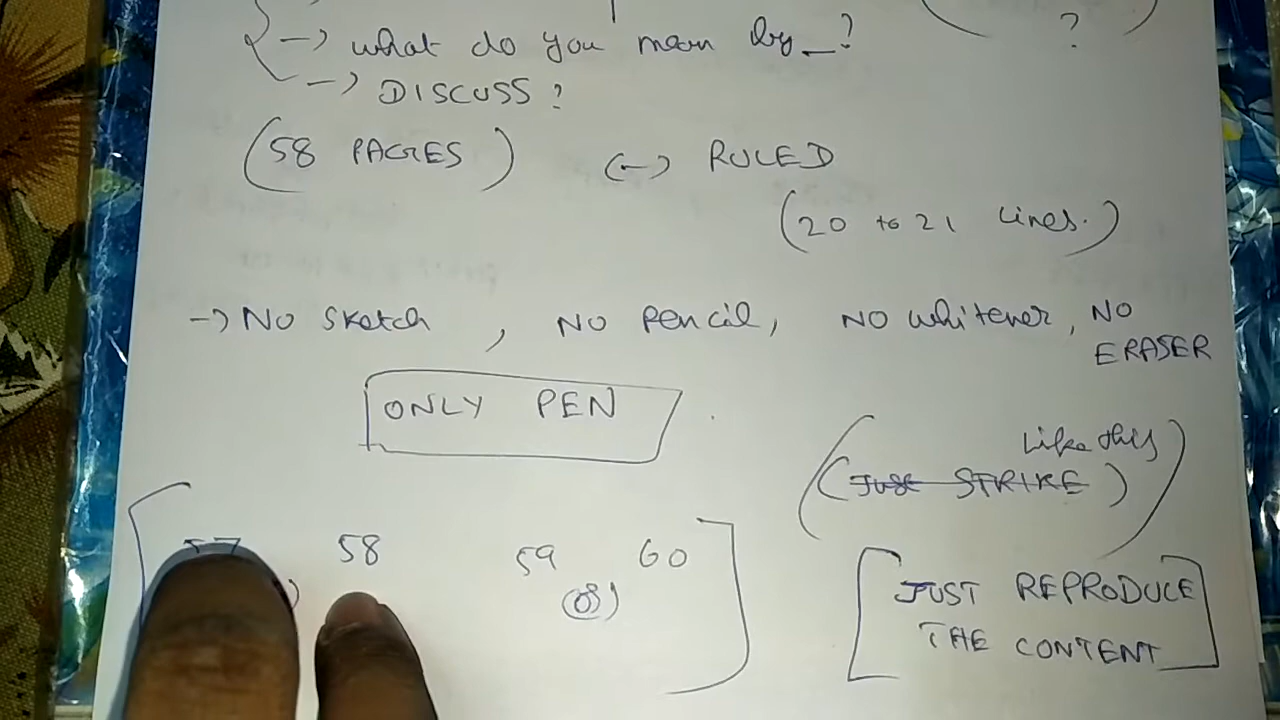 -> what do you mean by _?
?
-> DISCUSS ?
(58 PAGES) (-) RULED
(20 to 21 Lines.)
-> NO Sketch , NO Pencil, NO Whitener, NO ERASER
ONLY PEN
Like this
(JUST STRIKE)
57 58 59 60
JUST REPRODUCE
THE CONTENT